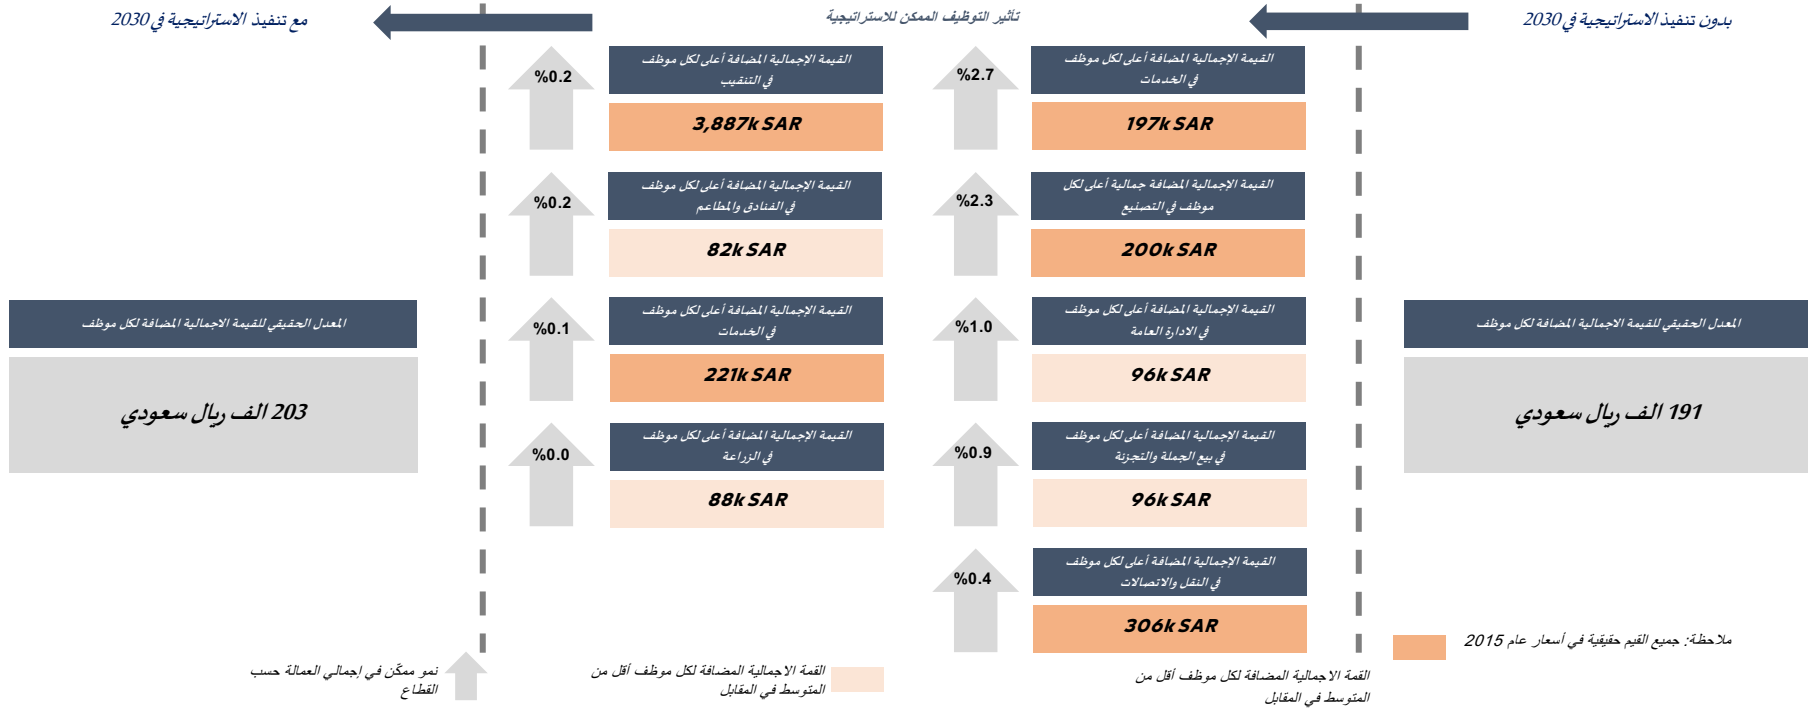 بدون تنفيذ الاستراتيجية في 2030
تأثير التوظيف الممكن للاستراتيجية
مع تنفيذ الاستراتيجية في 2030
المعدل الحقيقي للقيمة الاجمالية المضافة لكل موظف
191 الف ريال سعودي
القيمة الإجمالية المضافة أعلى لكل موظف
في الخدمات
197k SAR
%2.7
القيمة الإجمالية المضافة جمالية أعلى لكل
موظف في التصنيع
200k SAR
%2.3
القيمة الإجمالية المضافة أعلى لكل موظف
في الادارة العامة
96k SAR
%1.0
القيمة الإجمالية المضافة أعلى لكل موظف
في بيع الجملة والتجزئة
96k SAR
%0.9
القيمة الإجمالية المضافة أعلى لكل موظف
في النقل والاتصالات
306k SAR
%0.4
القيمة الإجمالية المضافة أعلى لكل موظف
في التنقيب
3,887k SAR
%0.2
القيمة الإجمالية المضافة أعلى لكل موظف
في الفنادق والمطاعم
82k SAR
%0.2
القيمة الإجمالية المضافة أعلى لكل موظف
في الخدمات
221k SAR
%0.1
القيمة الإجمالية المضافة أعلى لكل موظف
في الزراعة
88k SAR
%0.0
المعدل الحقيقي للقيمة الاجمالية المضافة لكل موظف
203 الف ريال سعودي
ملاحظة: جميع القيم حقيقية في أسعار عام 2015
القمة الاجمالية المضافة لكل موظف أقل من
المتوسط في المقابل
القمة الاجمالية المضافة لكل موظف أقل من
المتوسط في المقابل
نمو ممكّن في إجمالي العمالة حسب
القطاع